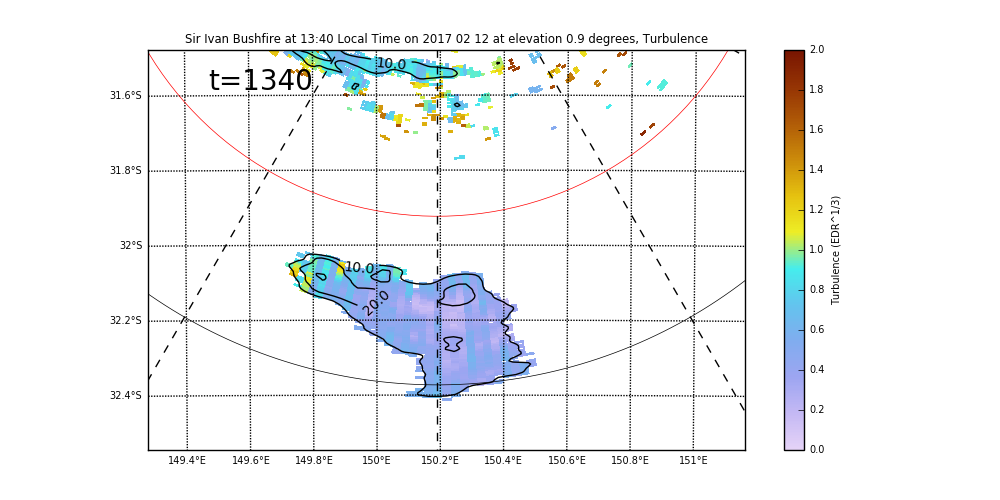 Sir Ivan Bushfire at 13:40 Local Time on 2017 02 12 at elevation 0.9 degrees, Turbulence
t=1340
10.0
10.0
20.0
31.6°S
31.8°S
32°S
32.2°S
32.4°S
149.4°E 149.6°E 149.8°E 150°E 150.2°E 150.4°E 150.6°E 150.8°E 151°E
2.0
1.8
1.6
1.4
1.2
1.0
0.8
0.6
0.4
0.2
0.0
Turbulence (EDR^1/3)